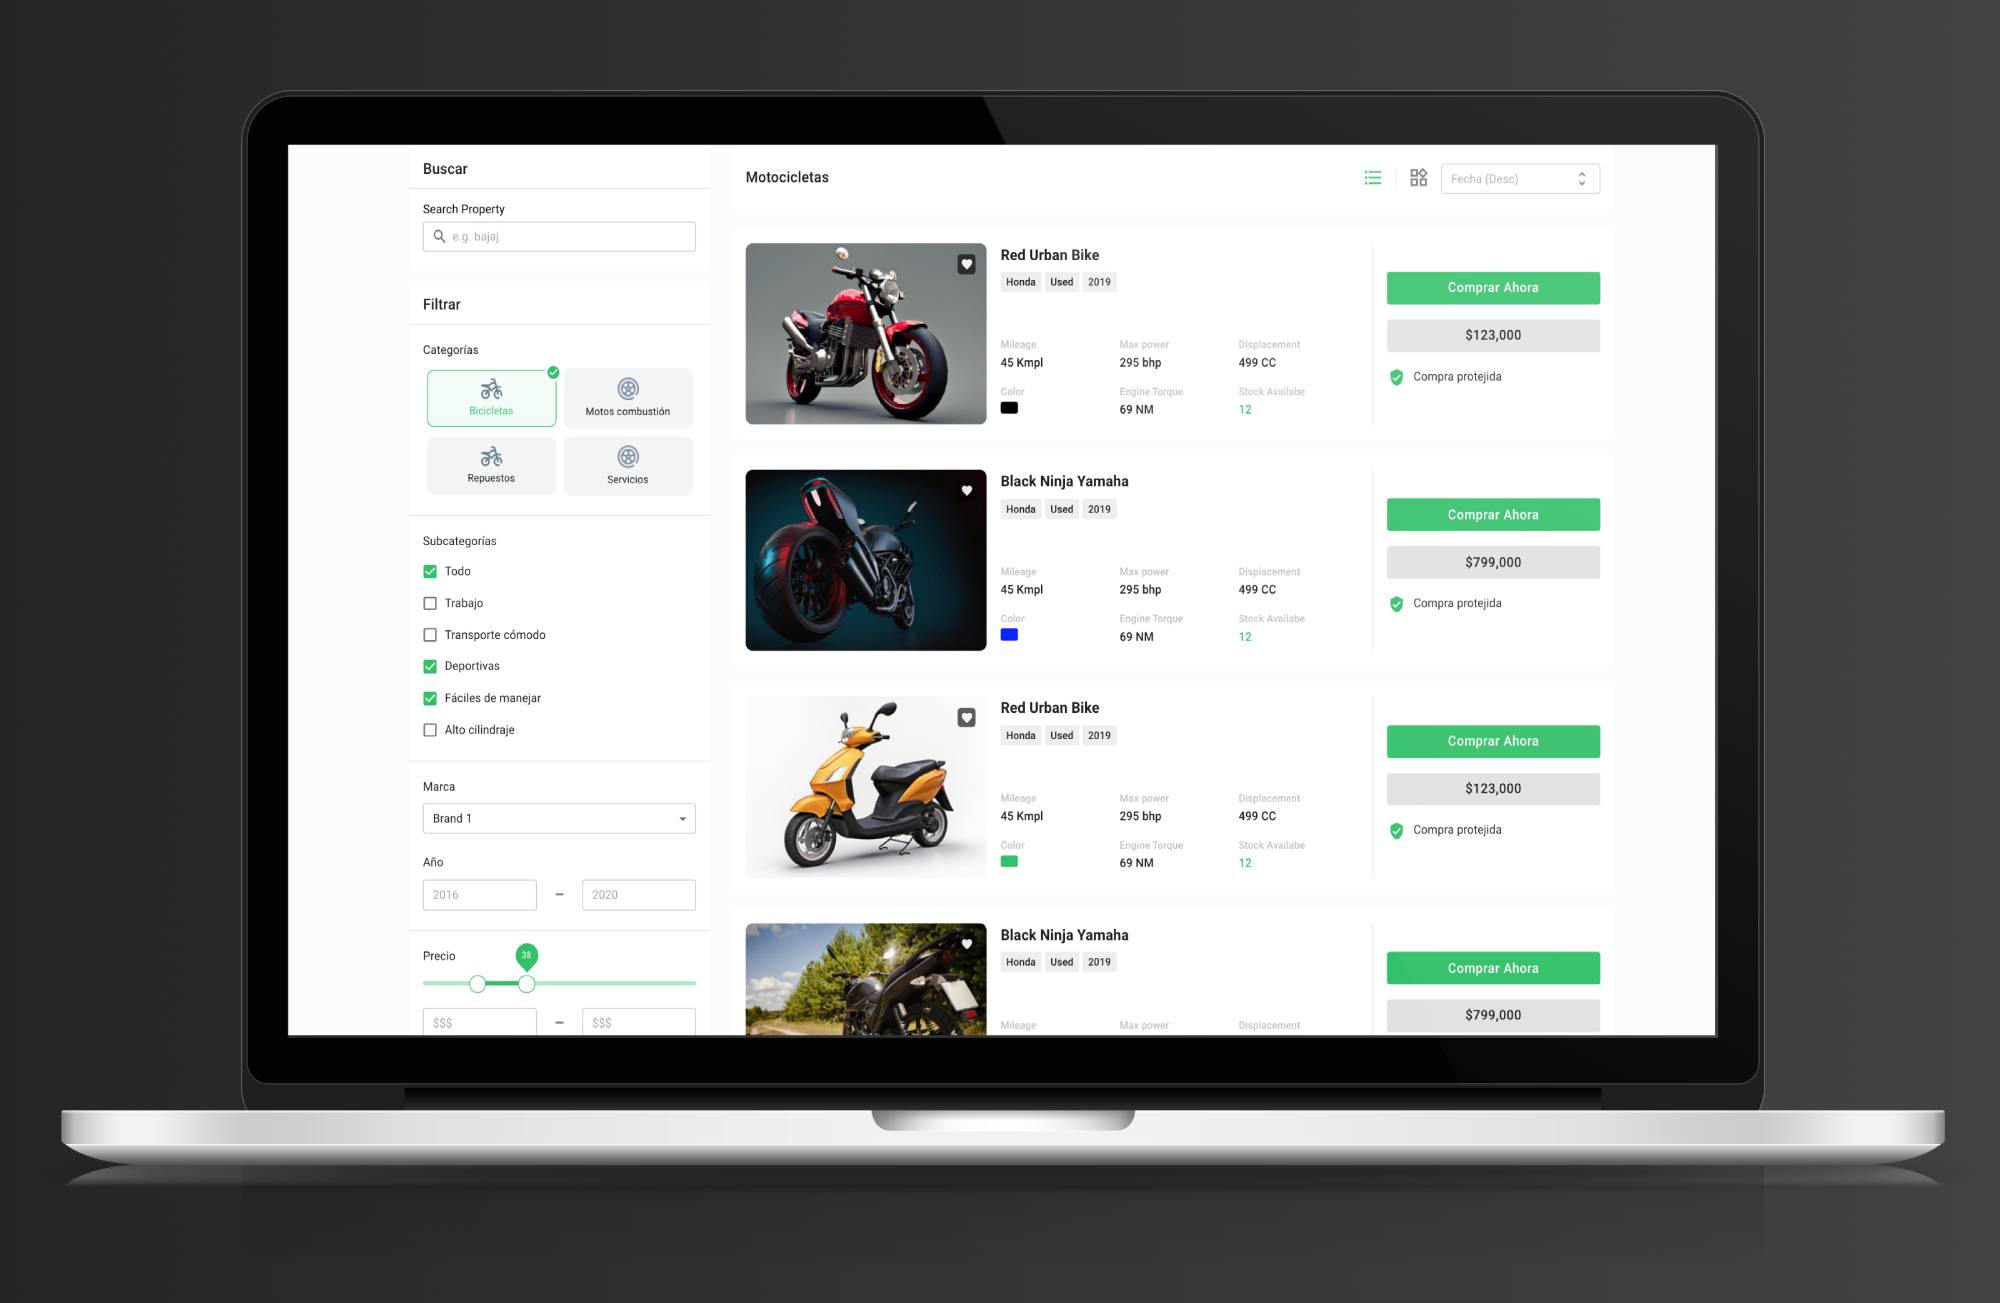 Buscar
Search Property
e.g. bajaj
Filtrar
Categorías
Bicicletas
Motos combustión
Repuestos
Servicios
Subcategorías
Todo
Trabajo
Transporte cómodo
Deportivas
Fáciles de manejar
Alto cilindraje
Marca
Brand 1
Año
2016 – 2020
Precio
38
$$$ – $$$
Motocicletas
Fecha (Desc)
Red Urban Bike
Honda Used 2019
Mileage Max power Displacement
45 Kmpl 295 bhp 499 CC
Color Engine Torque Stock Availabe
69 NM 12
Comprar Ahora
$123,000
Compra protejida
Black Ninja Yamaha
Honda Used 2019
Mileage Max power Displacement
45 Kmpl 295 bhp 499 CC
Color Engine Torque Stock Availabe
69 NM 12
Comprar Ahora
$799,000
Compra protejida
Red Urban Bike
Honda Used 2019
Mileage Max power Displacement
45 Kmpl 295 bhp 499 CC
Color Engine Torque Stock Availabe
69 NM 12
Comprar Ahora
$123,000
Compra protejida
Black Ninja Yamaha
Honda Used 2019
Mileage Max power Displacement
Comprar Ahora
$799,000